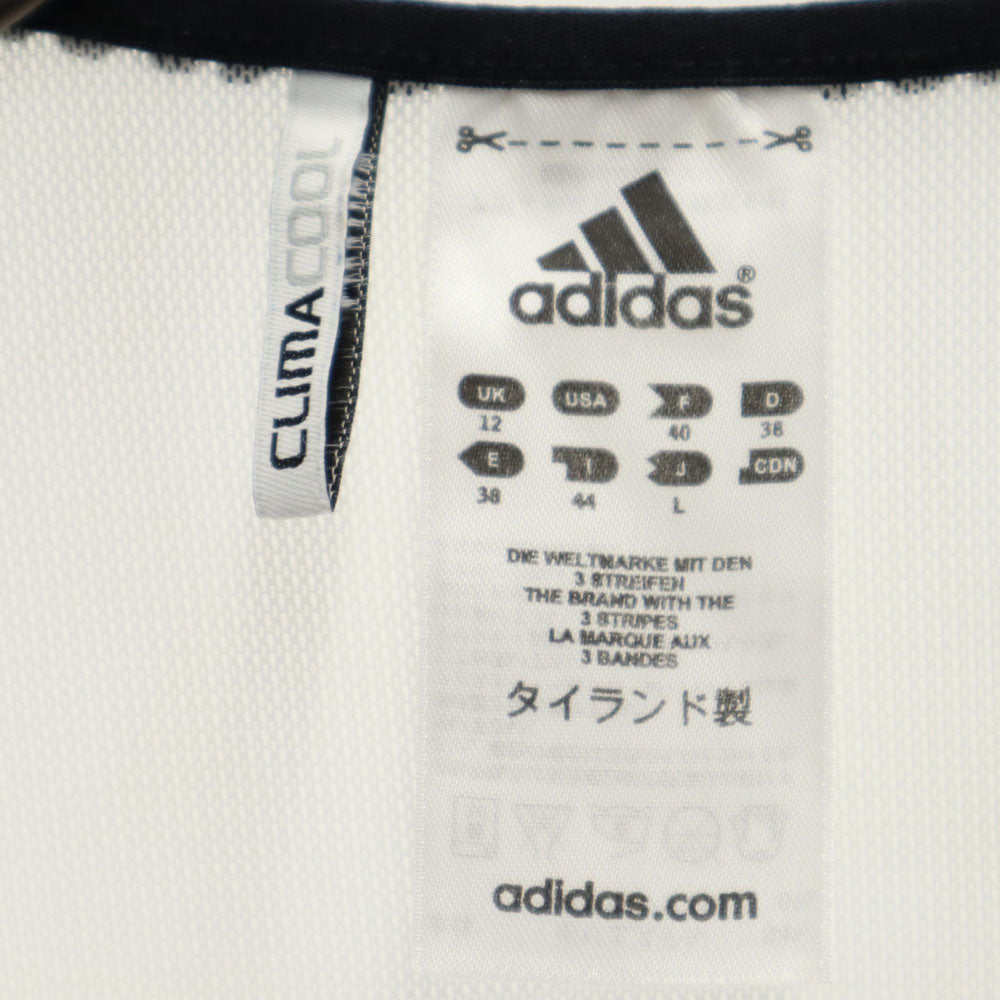 CLIMACOOL
adidas®
UK USA F D
12 40 38
E I J CDN
38 44 L
DIE WELTMARKE MIT DEN
3 STREIFEN
THE BRAND WITH THE
3 STRIPES
LA MARQUE AUX
3 BANDES
タイランド製
adidas.com